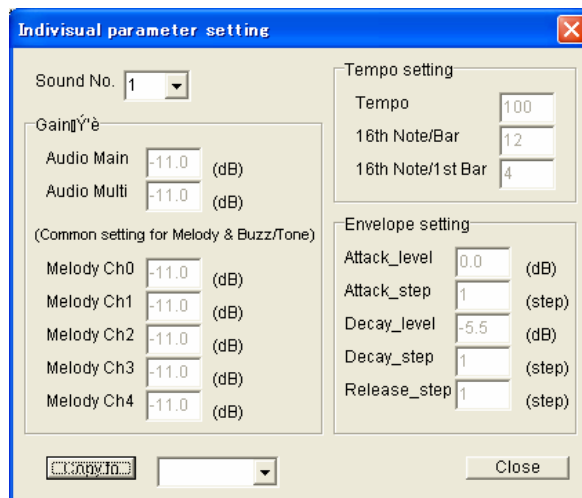 Indivisual parameter setting
Sound No. 1
Gain
Audio Main -11.0 (dB)
Audio Multi -11.0 (dB)
(Common setting for Melody & Buzz/Tone)
Melody Ch0 -11.0 (dB)
Melody Ch1 -11.0 (dB)
Melody Ch2 -11.0 (dB)
Melody Ch3 -11.0 (dB)
Melody Ch4 -11.0 (dB)
Copy to
Tempo setting
Tempo 100
16th Note/Bar 12
16th Note/1st Bar 4
Envelope setting
Attack_level 0.0 (dB)
Attack_step 1 (step)
Decay_level -5.5 (dB)
Decay_step 1 (step)
Release_step 1 (step)
Close